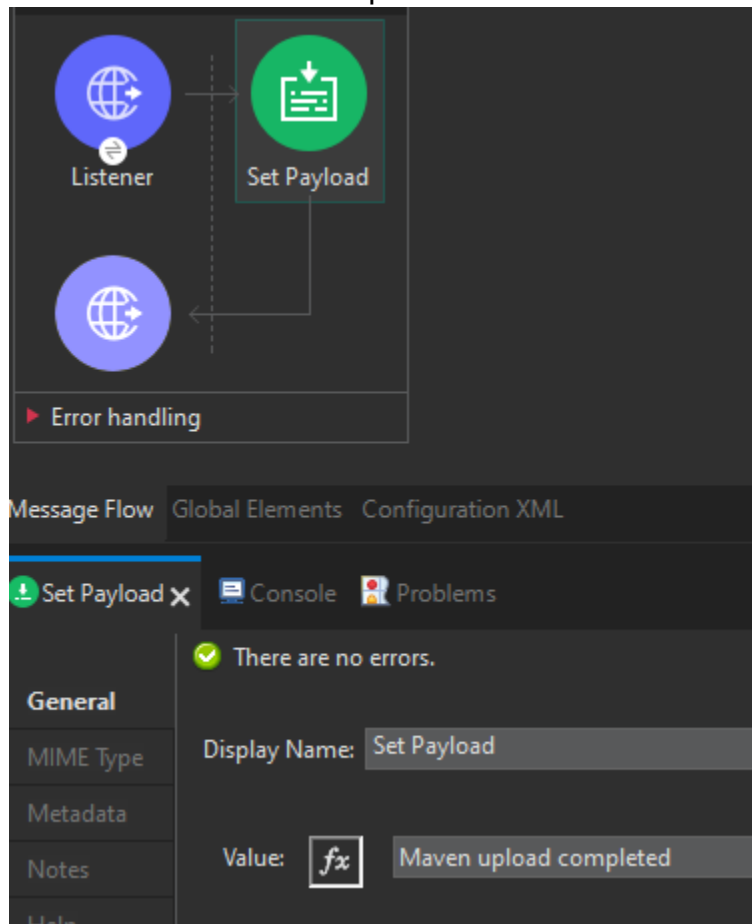 Listener
Set Payload
Error handling
Message Flow Global Elements Configuration XML
Set Payload Console Problems
There are no errors.
General
MIME Type
Display Name: Set Payload
Metadata
Value: fx Maven upload completed
Notes